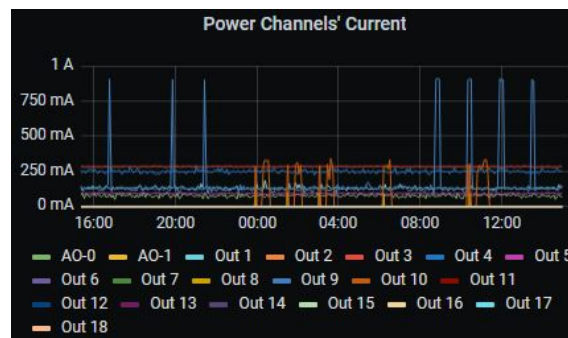 Power Channels' Current
1 A
750 mA
500 mA
250 mA
0 mA
16:00 20:00 00:00 04:00 08:00 12:00
AO-0 AO-1 Out 1 Out 2 Out 3 Out 4 Out 5
Out 6 Out 7 Out 8 Out 9 Out 10 Out 11
Out 12 Out 13 Out 14 Out 15 Out 16 Out 17
Out 18